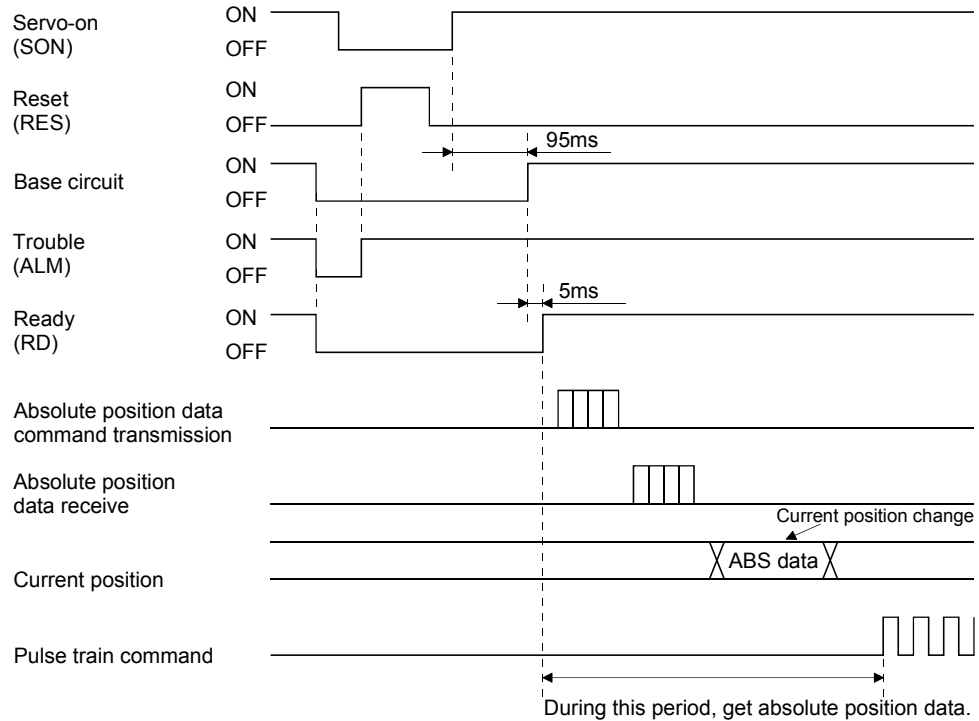 Servo-on
(SON)
ON
OFF
Reset
(RES)
ON
OFF
95ms
Base circuit
ON
OFF
Trouble
(ALM)
ON
OFF
5ms
Ready
(RD)
ON
OFF
Absolute position data
command transmission
Absolute position
data receive
Current position change
Current position
ABS data
Pulse train command
During this period, get absolute position data.